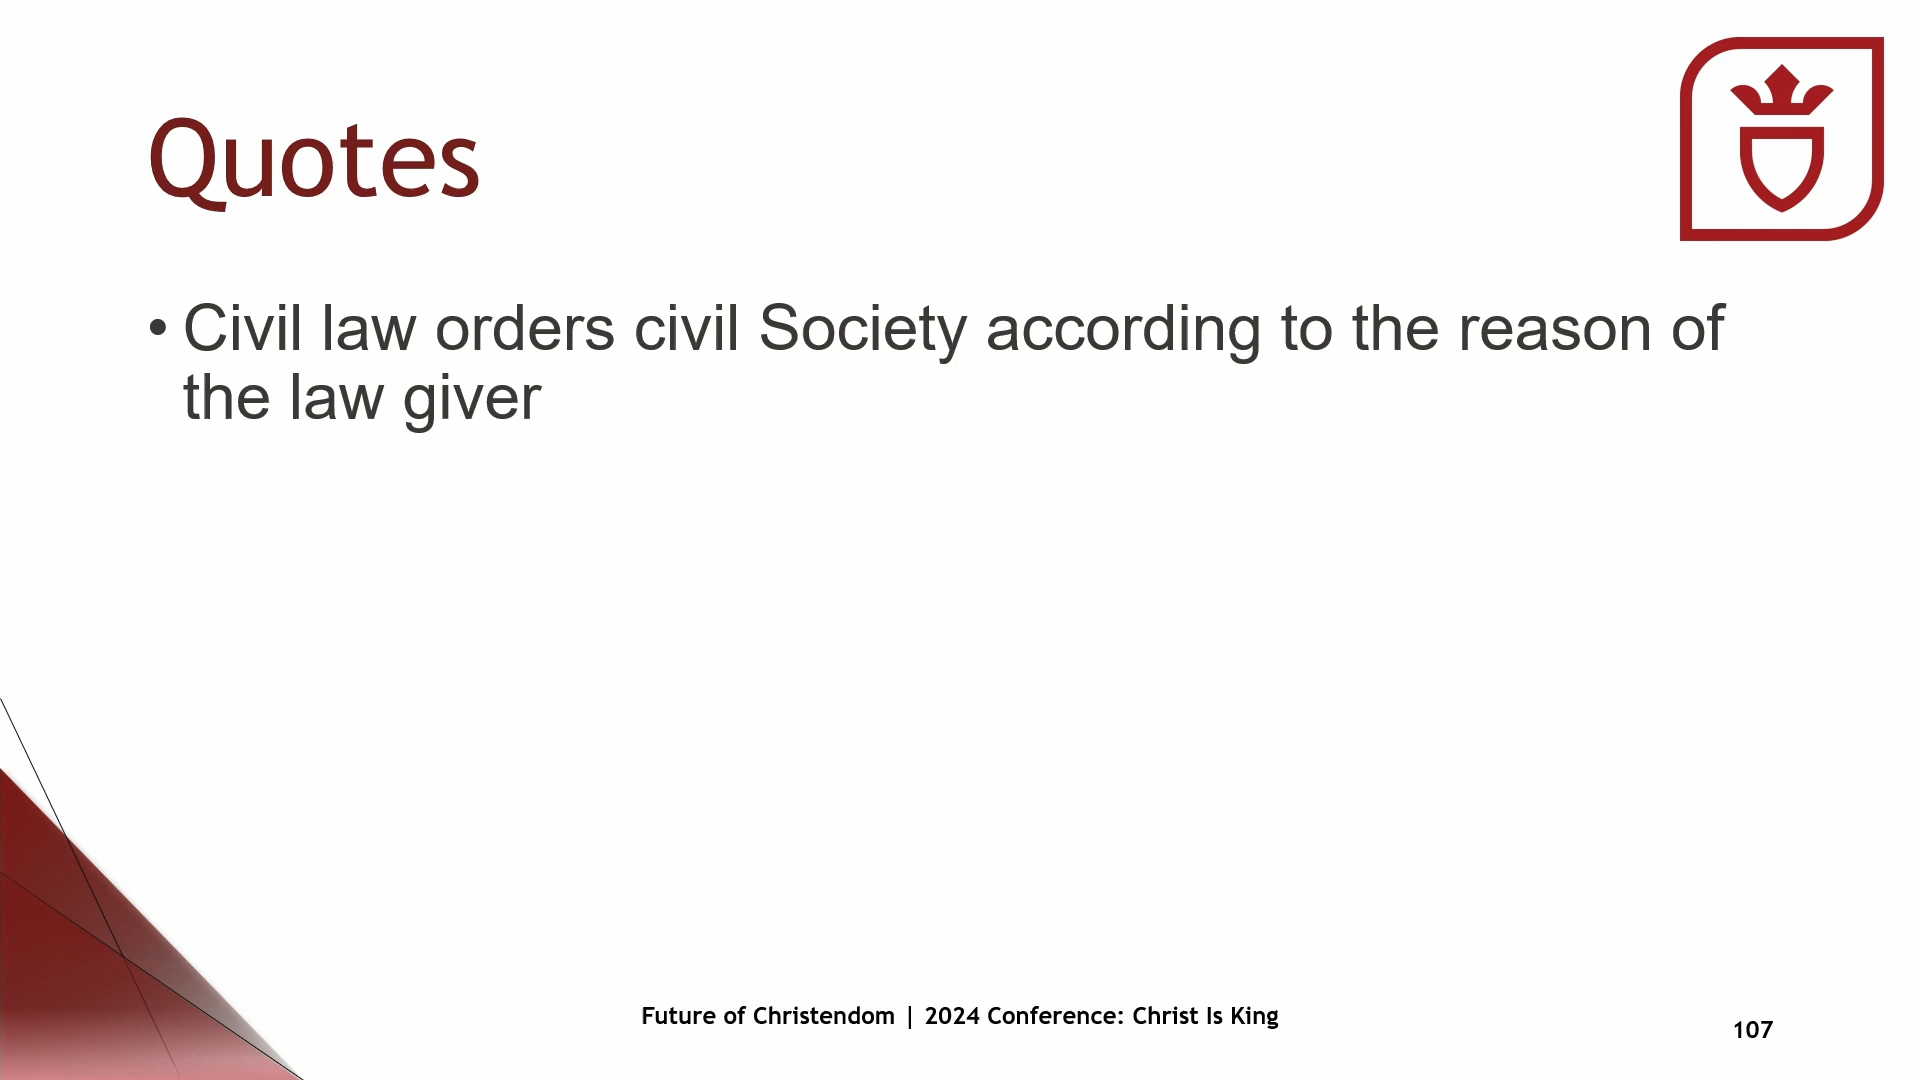 Quotes
• Civil law orders civil Society according to the reason of
the law giver
Future of Christendom | 2024 Conference: Christ Is King
107